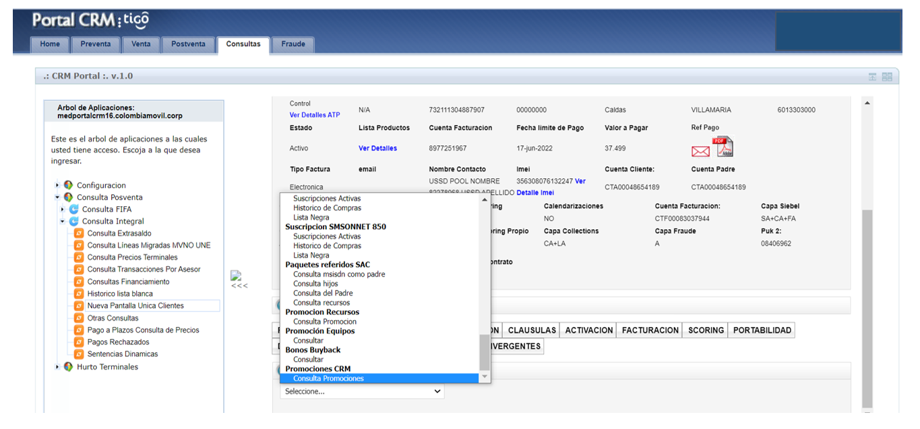 Portal CRM : tigo
Home Preventa Venta Postventa Consultas Fraude
.: CRM Portal :. v.1.0
Arbol de Aplicaciones:
medportalcrm16.colombiamovil.corp
Este es el arbol de aplicaciones a las cuales
usted tiene acceso. Escoja a la que desea
ingresar.
Configuracion
Consulta Posventa
Consulta FIFA
Consulta Integral
Consulta Extrasaldo
Consulta Líneas Migradas MVNO UNE
Consulta Precios Terminales
Consulta Transacciones Por Asesor
Consultas Financiamiento
Historico lista blanca
Nueva Pantalla Unica Clientes
Otras Consultas
Pago a Plazos Consulta de Precios
Pagos Rechazados
Sentencias Dinamicas
Hurto Terminales
<<<
Control
Ver Detalles ATP N/A 732111304887907 00000000 Caldas VILLAMARIA 6013303000
Estado Lista Productos Cuenta Facturacion Fecha limite de Pago Valor a Pagar Ref Pago
Activo Ver Detalles 8977251967 17-jun-2022 37.499
PDF
Tipo Factura email Nombre Contacto Imei Cuenta Cliente: Cuenta Padre
Electronica USSD POOL NOMBRE 356308076132247 Ver CTA00048654189 CTA00048654189
LIDO Detalle Imei
ring Calendarizaciones Cuenta Facturacion: Capa Siebel
NO CTF00083037944 SA+CA+FA
ring Propio Capa Collections Capa Fraude Puk 2:
CA+LA A 08406962
ontrato
Suscripciones Activas
Historico de Compras
Lista Negra
Suscripcion SMSONNET 850
Suscripciones Activas
Historico de Compras
Lista Negra
Paquetes referidos SAC
Consulta msisdn como padre
Consulta hijos
Consulta del Padre
Consulta recursos
Promocion Recursos
Consulta Promocion
Promoción Equipos
Consultar
Bonos Buyback
Consultar
Promociones CRM
Consulta Promociones
ON CLAUSULAS ACTIVACION FACTURACION SCORING PORTABILIDAD
VERGENTES
Seleccione...